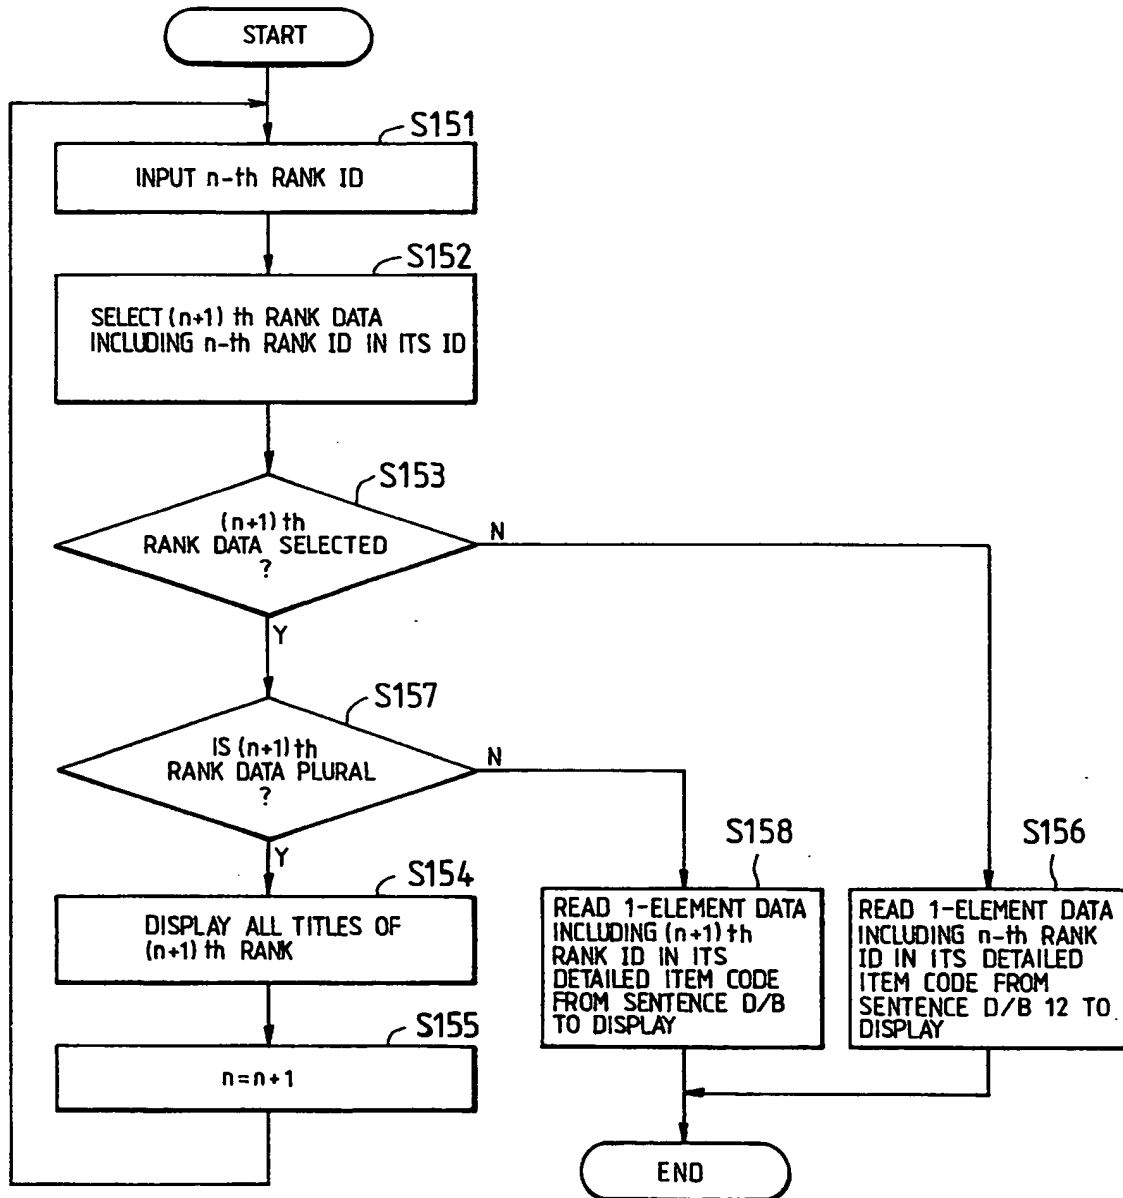 START
S151
INPUT n-th RANK ID
S152
SELECT (n+1) th RANK DATA
INCLUDING n-th RANK ID IN ITS ID
S153
(n+1) th
RANK DATA SELECTED
?
N
Y
S157
IS (n+1) th
RANK DATA PLURAL
?
N
Y
S154
DISPLAY ALL TITLES OF
(n+1) th RANK
S155
n=n+1
S158
READ 1-ELEMENT DATA
INCLUDING (n+1) th
RANK ID IN ITS
DETAILED ITEM CODE
FROM SENTENCE D/B
TO DISPLAY
S156
READ 1-ELEMENT DATA
INCLUDING n-th RANK
ID IN ITS DETAILED
ITEM CODE FROM
SENTENCE D/B 12 TO
DISPLAY
END